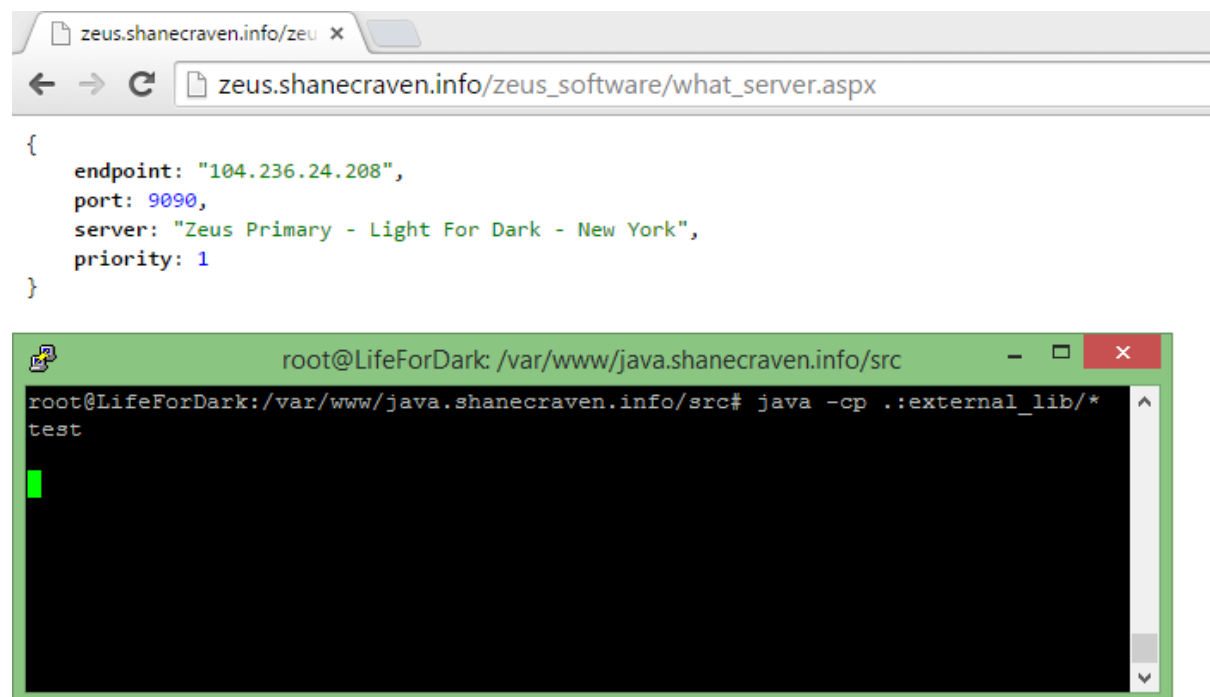 zeus.shanecraven.info/zeu
zeus.shanecraven.info/zeus_software/what_server.aspx
{
endpoint: "104.236.24.208",
port: 9090,
server: "Zeus Primary - Light For Dark - New York",
priority: 1
}
root@LifeForDark: /var/www/java.shanecraven.info/src
root@LifeForDark:/var/www/java.shanecraven.info/src# java -cp .:external_lib/*
test